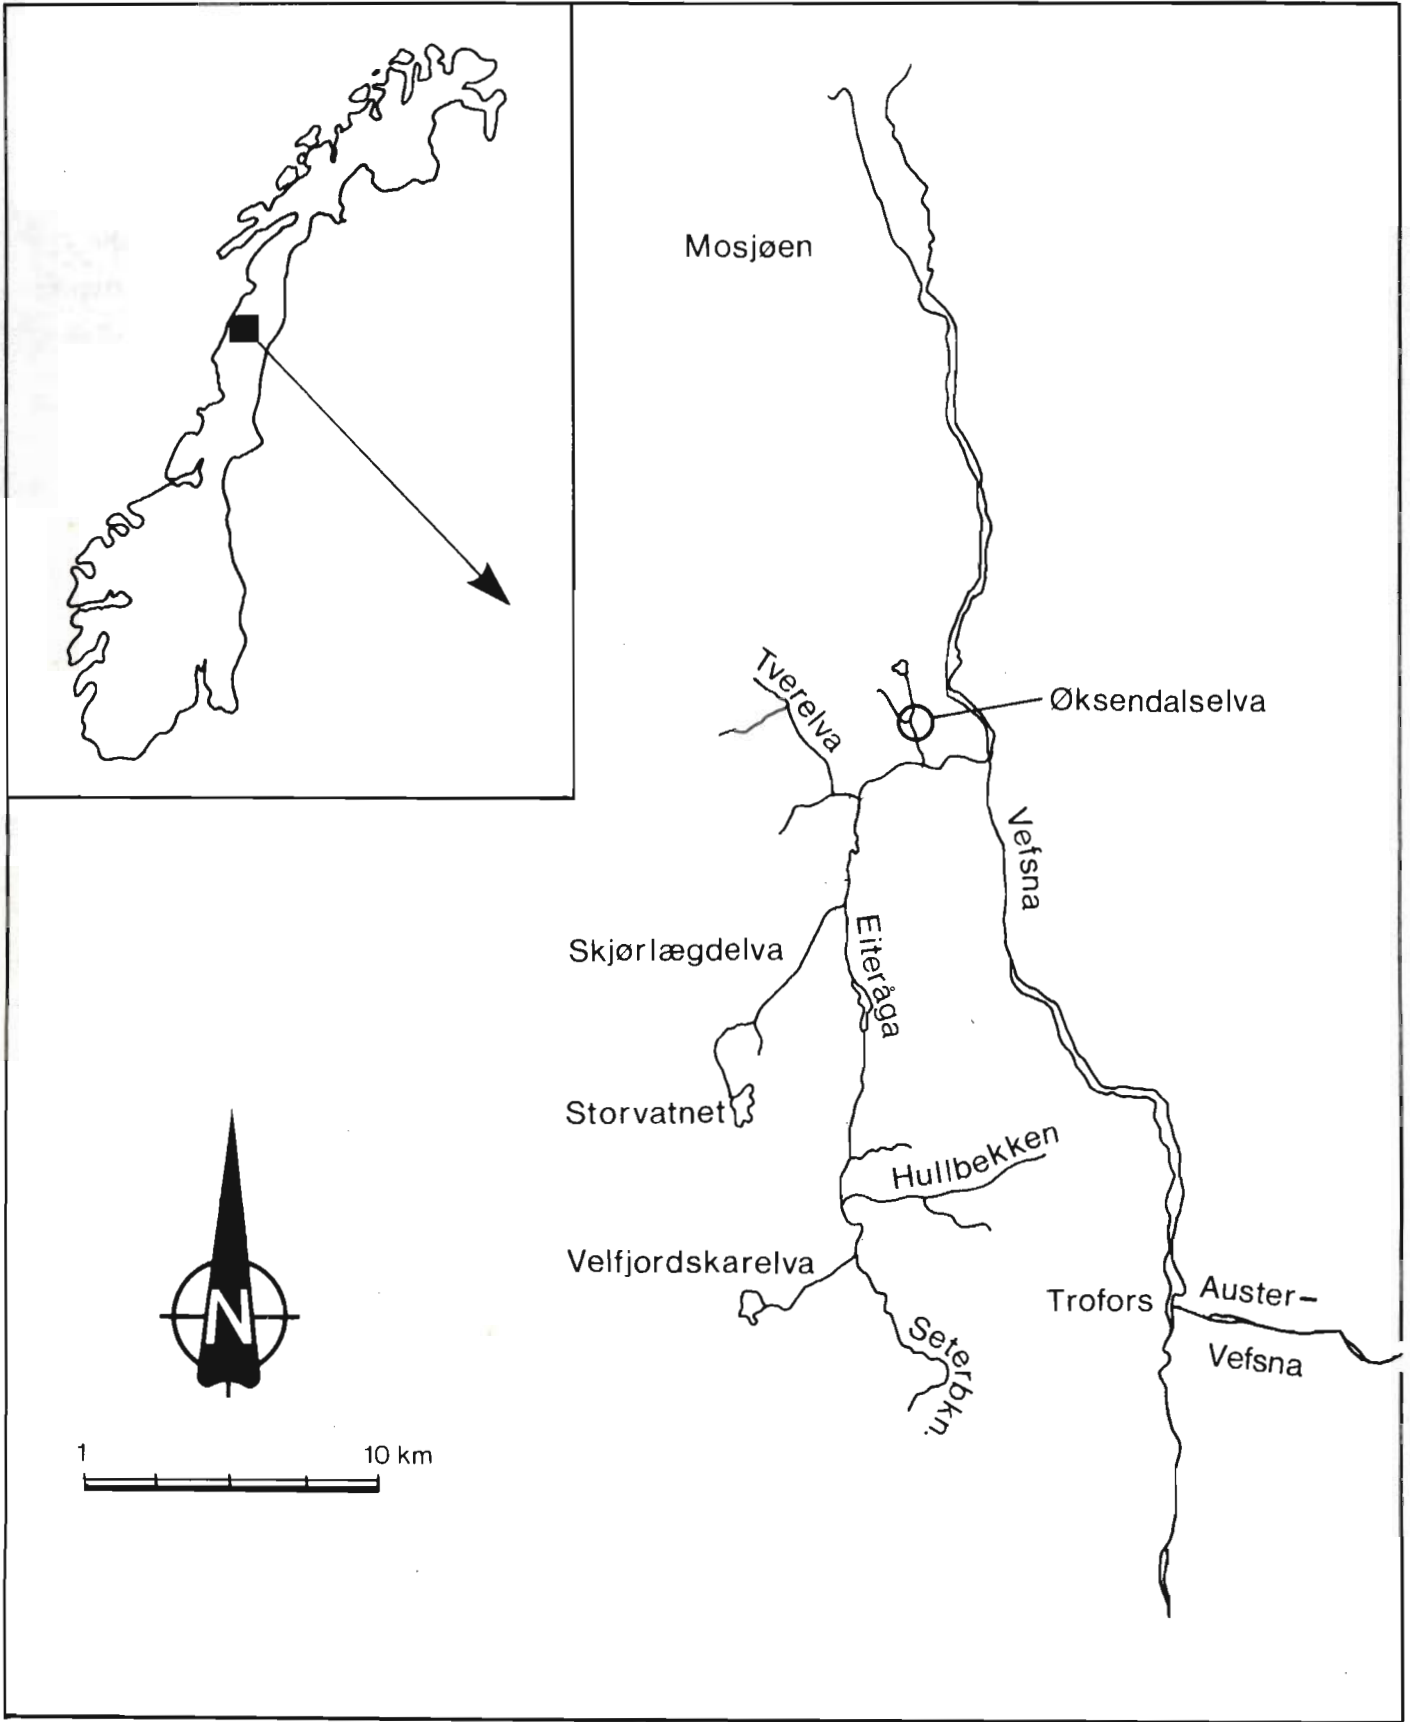 Mosjøen
Tverelva
Øksendalselva
Vefsna
Eiteråga
Skjørlægdelva
Storvatnet
Hullbekken
Velfjordskarelva
Trofors
Auster-
Vefsna
Seterbkn.
N
1 10 km